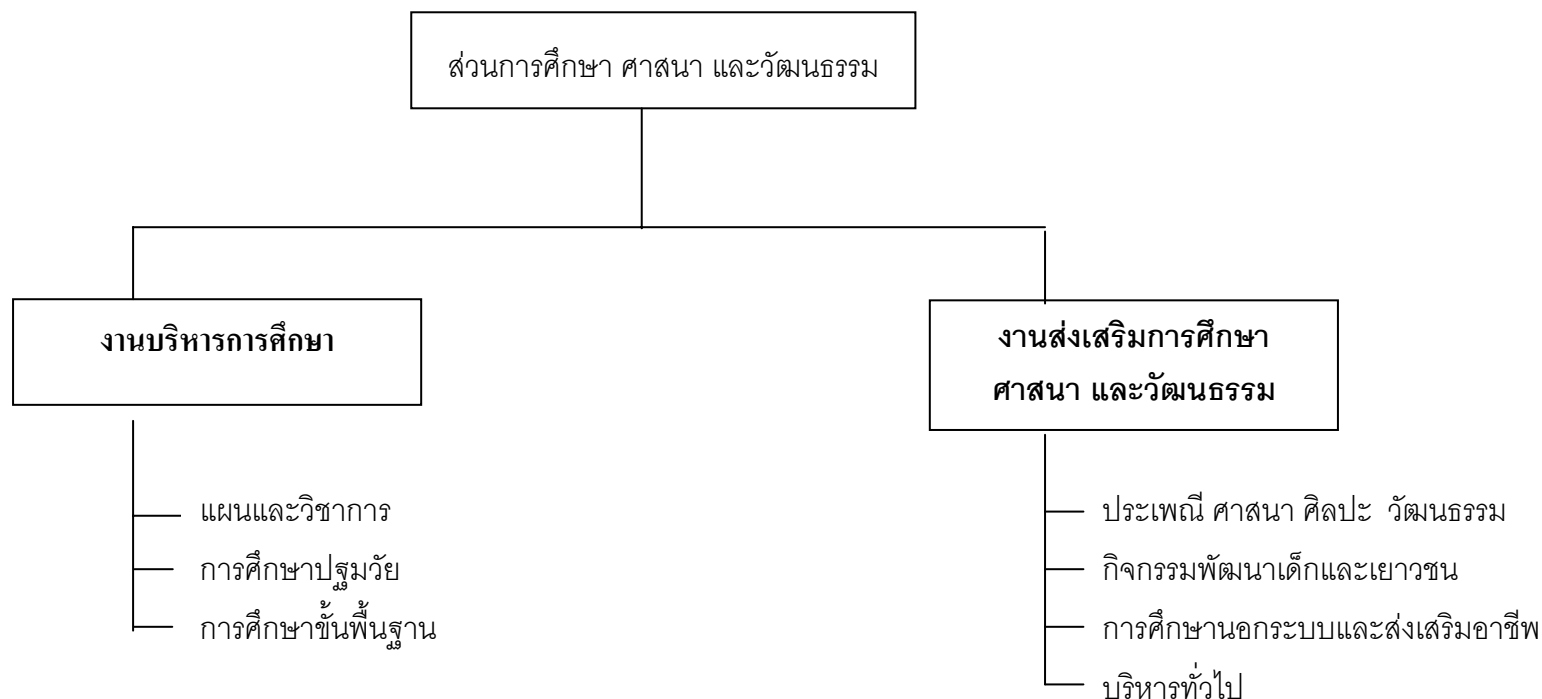 ส่วนการศึกษา ศาสนา และวัฒนธรรม
งานบริหารการศึกษา
แผนและวิชาการ
การศึกษาปฐมวัย
การศึกษาขั้นพื้นฐาน
งานส่งเสริมการศึกษา
ศาสนา และวัฒนธรรม
ประเพณี ศาสนา ศิลปะ วัฒนธรรม
กิจกรรมพัฒนาเด็กและเยาวชน
การศึกษานอกระบบและส่งเสริมอาชีพ
บริหารทั่วไป